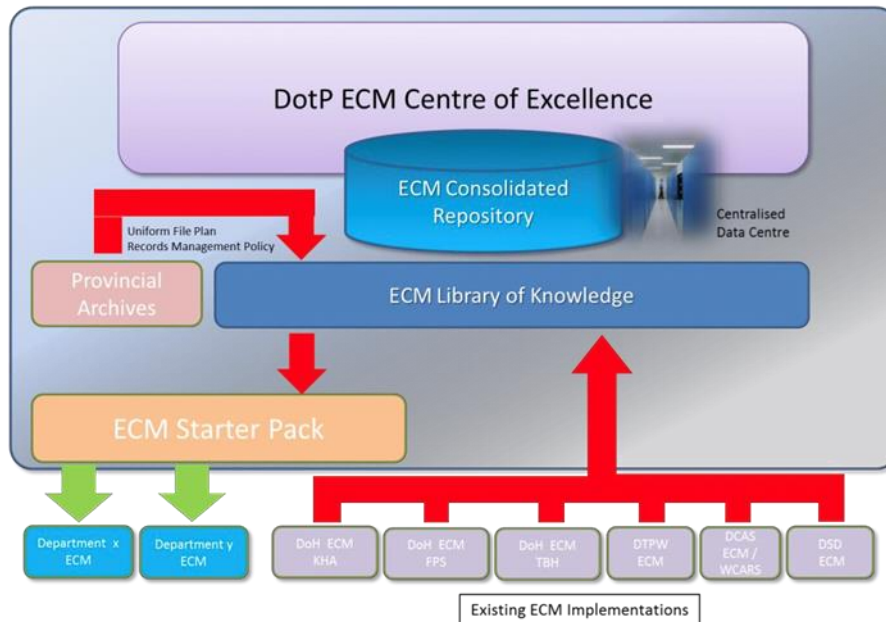 DotP ECM Centre of Excellence
ECM Consolidated
Repository
Centralised
Data Centre
Uniform File Plan
Records Management Policy
Provincial
Archives
ECM Library of Knowledge
ECM Starter Pack
Department x
ECM
Department y
ECM
DoH ECM
KHA
DoH ECM
FPS
DoH ECM
TBH
DTPW
ECM
DCAS
ECM /
WCARS
DSD
ECM
Existing ECM Implementations